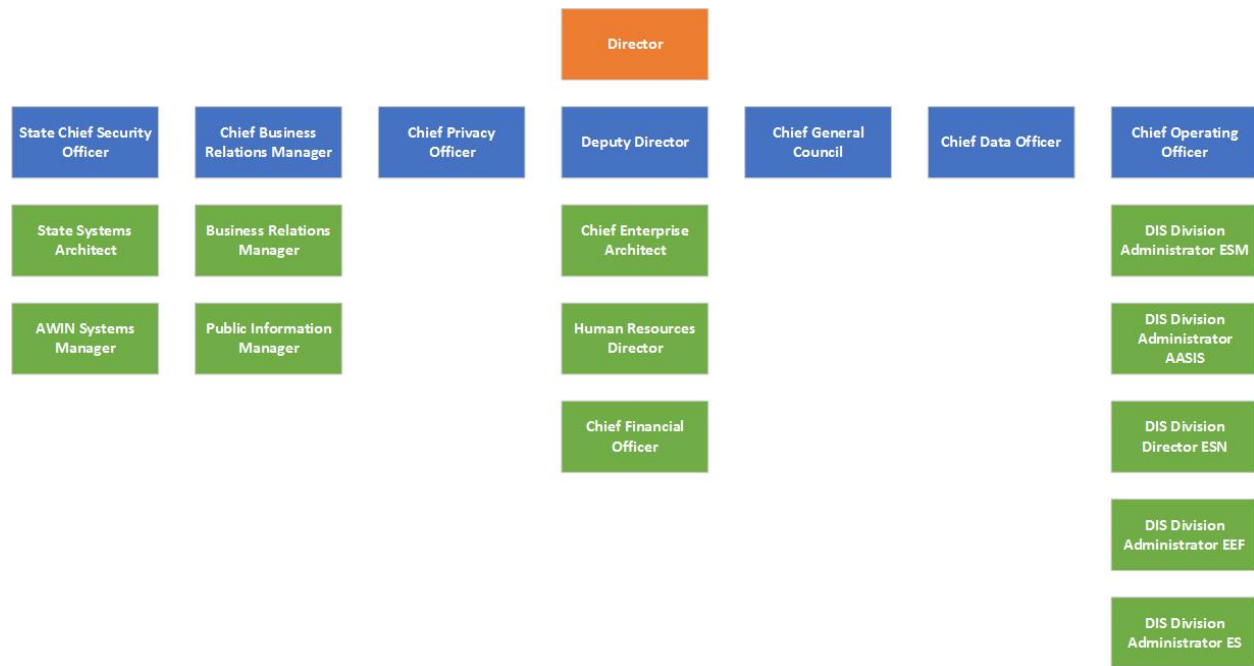 Director
State Chief Security
Officer
Chief Business
Relations Manager
Chief Privacy
Officer
Deputy Director
Chief General
Council
Chief Data Officer
Chief Operating
Officer
State Systems
Architect
Business Relations
Manager
Chief Enterprise
Architect
DIS Division
Administrator ESM
AWIN Systems
Manager
Public Information
Manager
Human Resources
Director
DIS Division
Administrator
AASIS
Chief Financial
Officer
DIS Division
Director ESN
DIS Division
Administrator EEF
DIS Division
Administrator ES